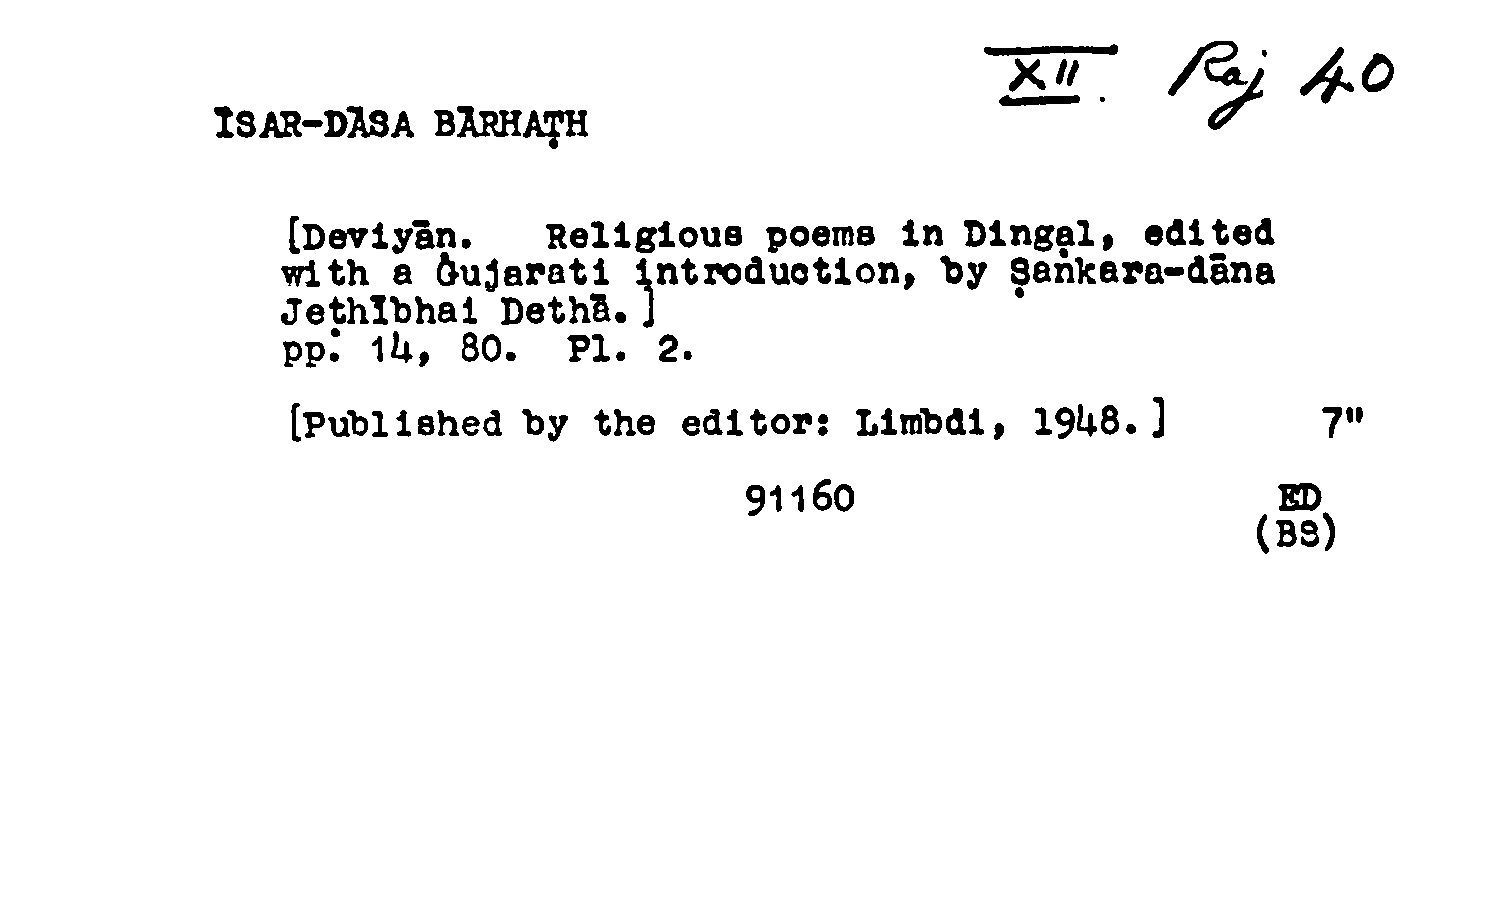 XII. Raj 40
ĪSAR-DĀSA BĀRHAṬH
[Deviyān. Religious poems in Dingal, edited
with a Gujarati introduction, by Ṣaṅkara-dāna
Jeṭhībhai Dethā.]
pp. 14, 80. Pl. 2.
[Published by the editor: Limbdi, 1948.] 7"
91160 ED
(BS)